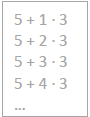 5 + 1 · 3
5 + 2 · 3
5 + 3 · 3
5 + 4 · 3
...